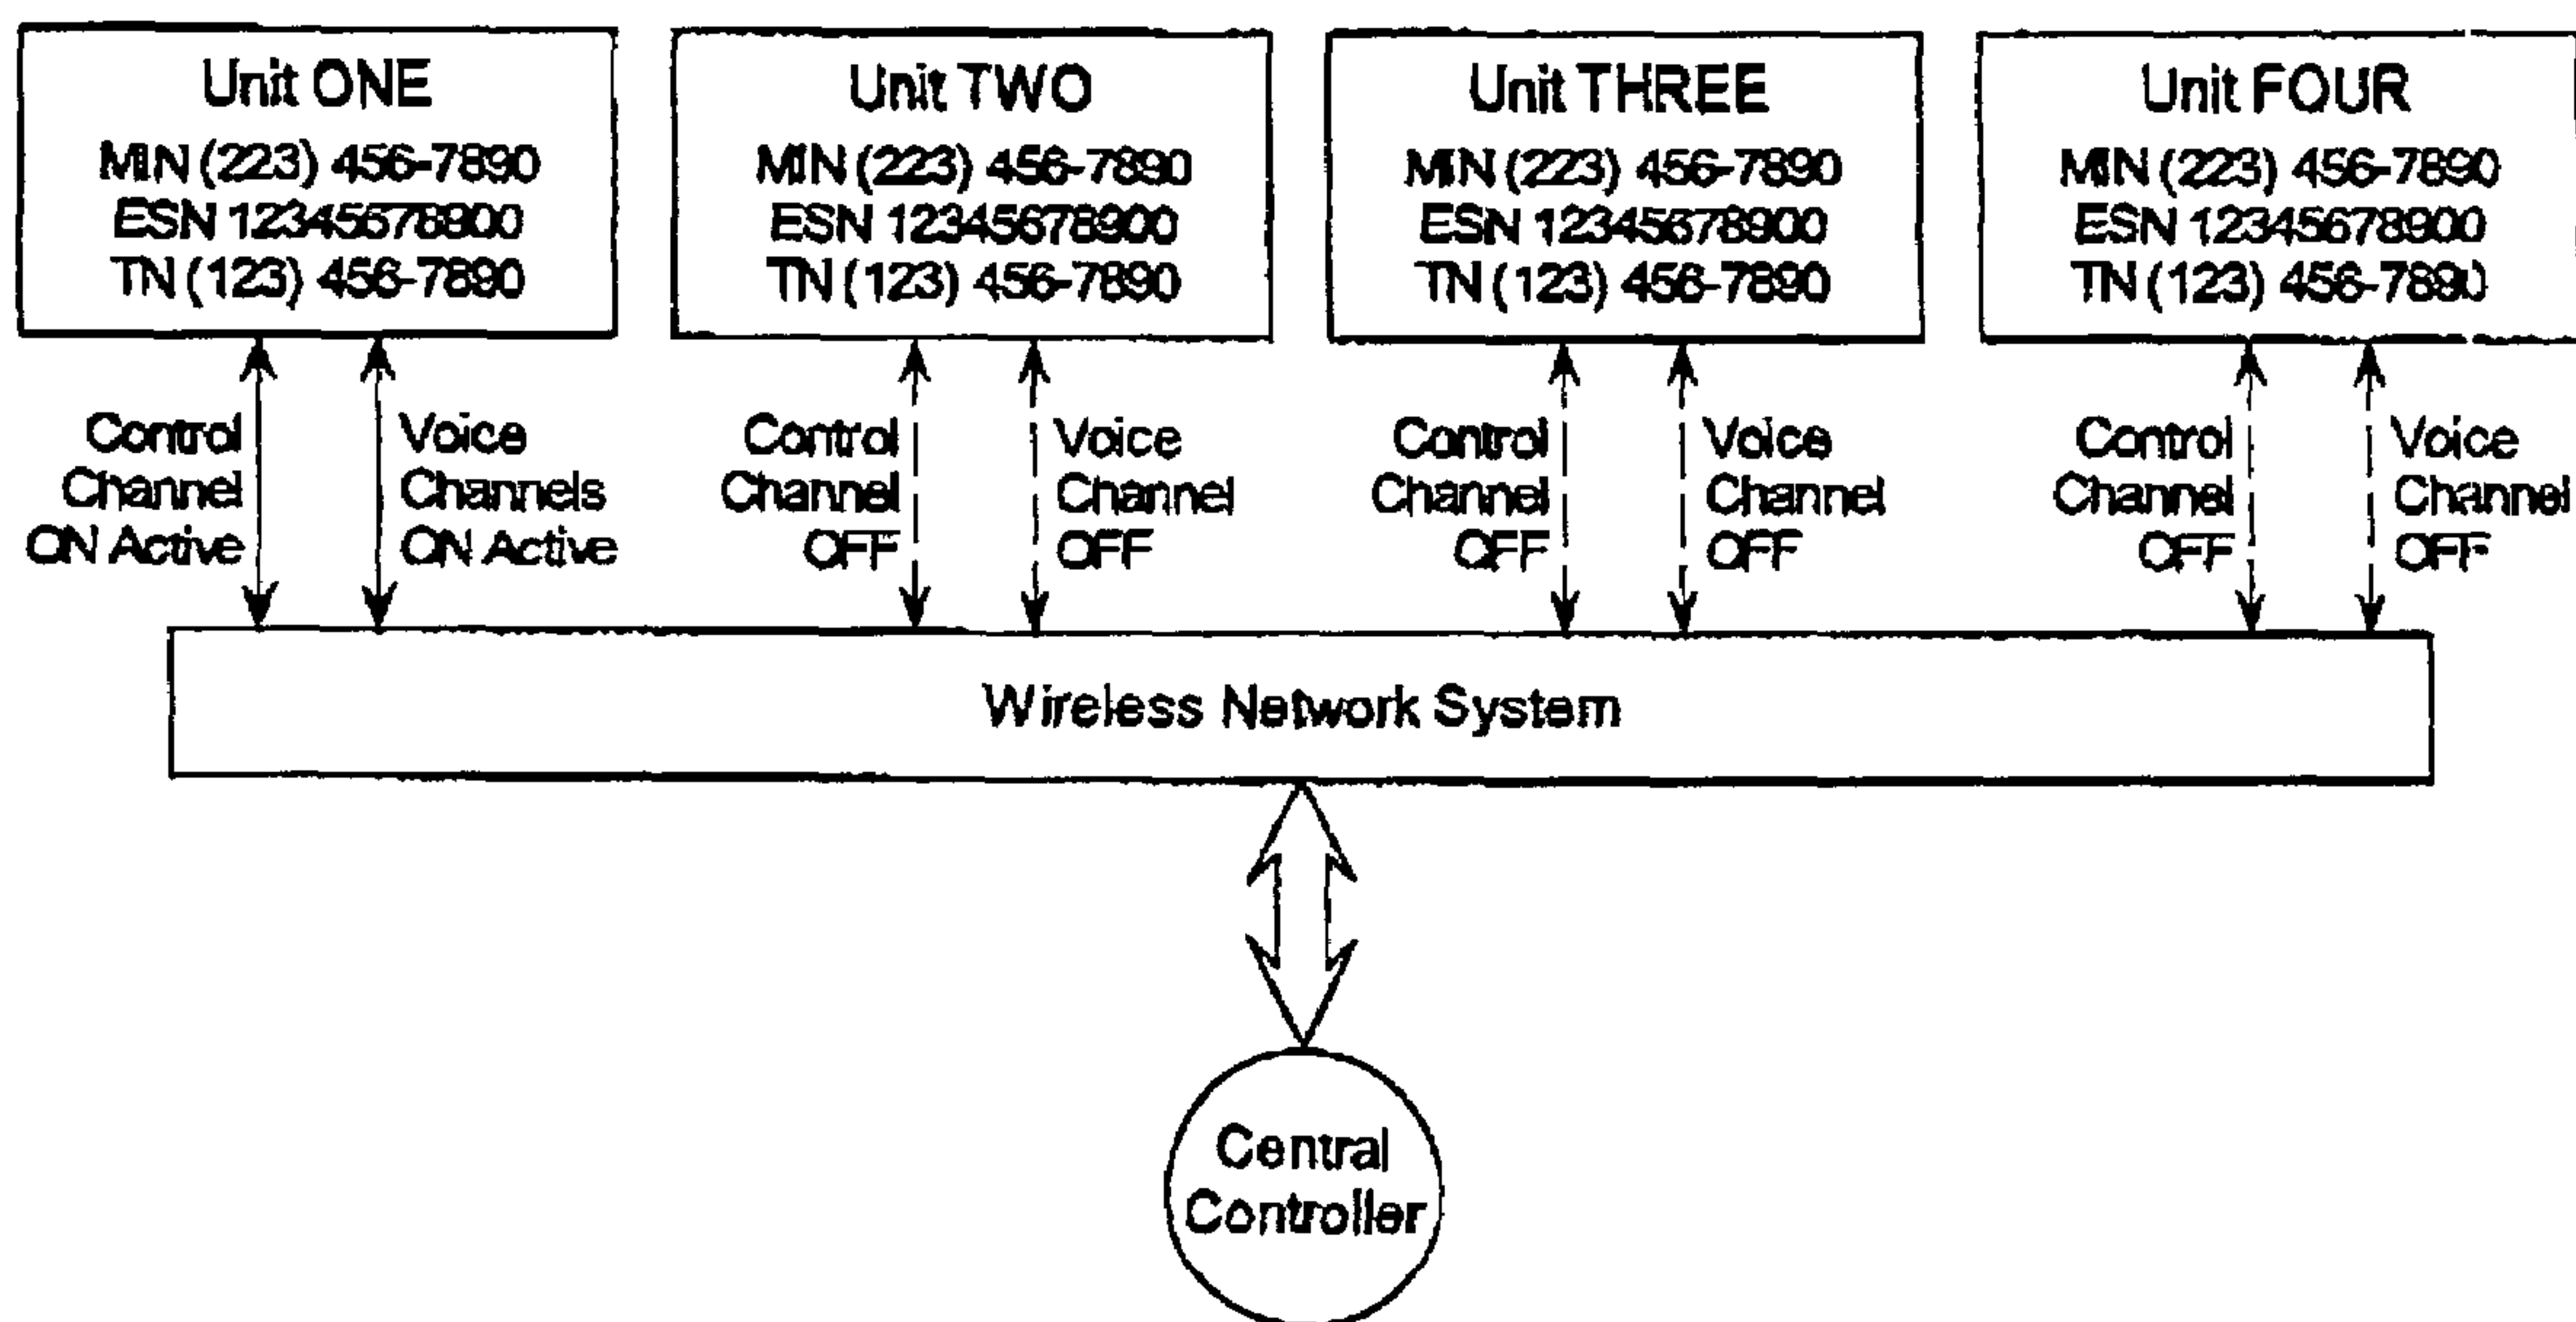 Unit ONE
MIN (223) 456-7890
ESN 12345678900
TN (123) 456-7890
Unit TWO
MIN (223) 456-7890
ESN 12345678900
TN (123) 456-7890
Unit THREE
MIN (223) 456-7890
ESN 12345678900
TN (123) 456-7890
Unit FOUR
MIN (223) 456-7890
ESN 12345678900
TN (123) 456-7890
Control
Channel
ON Active
Voice
Channels
ON Active
Control
Channel
OFF
Voice
Channel
OFF
Control
Channel
OFF
Voice
Channel
OFF
Control
Channel
OFF
Voice
Channel
OFF
Wireless Network System
Central
Controller